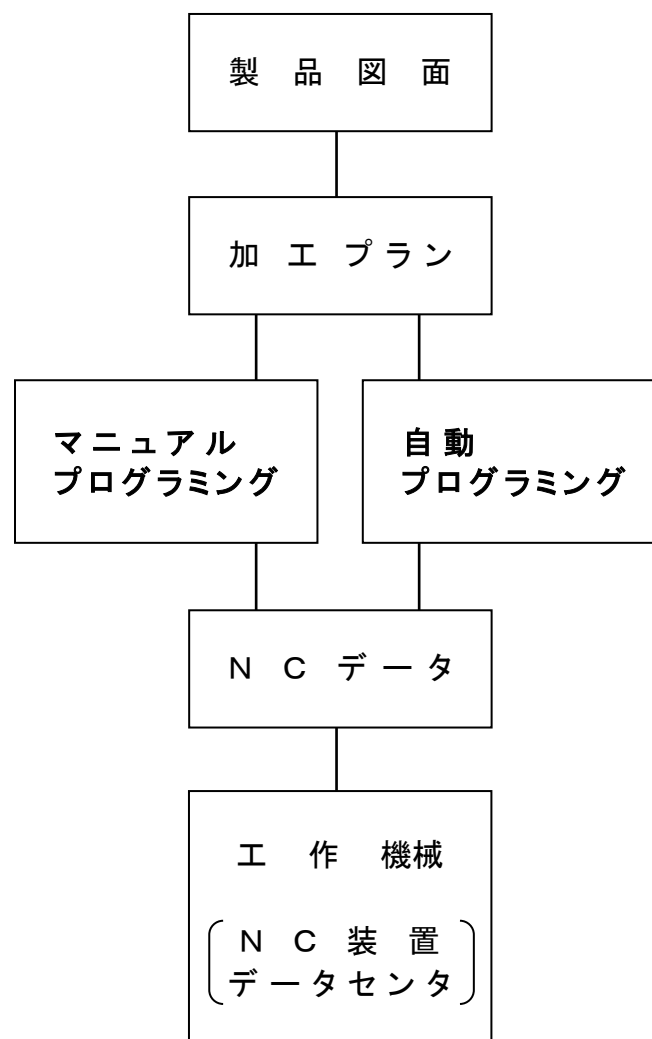 製品図面
加工プラン
マニュアル
プログラミング
自動
プログラミング
NCデータ
工作機械
NC装置
データセンタ